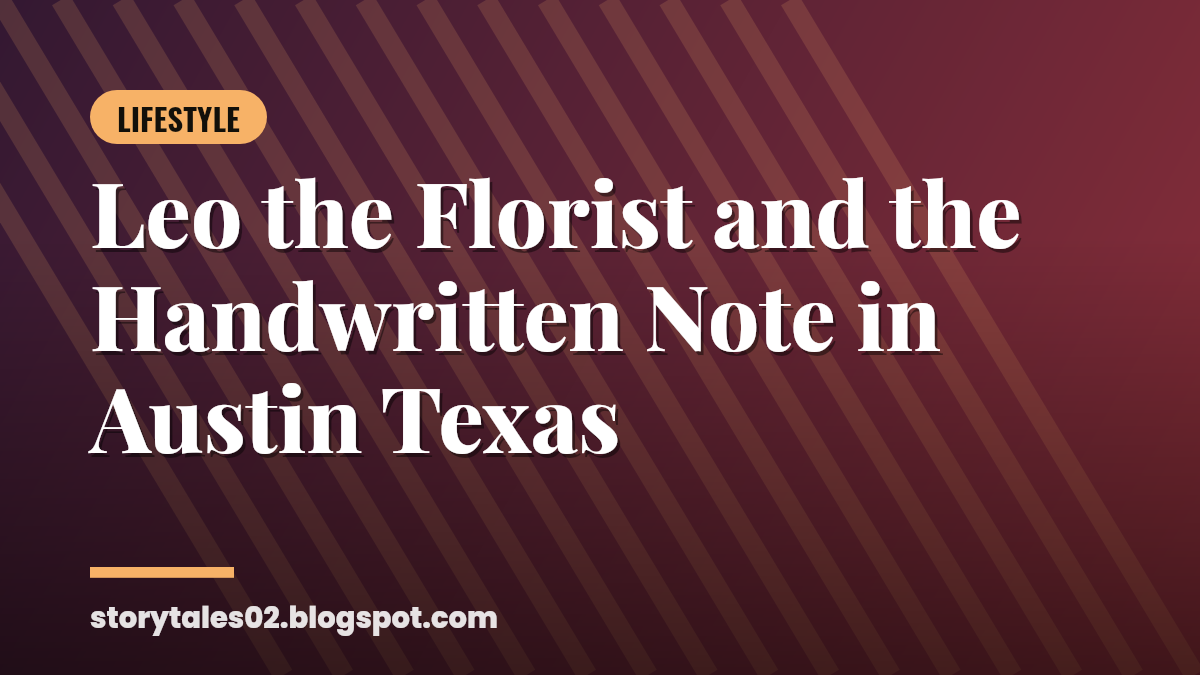 LIFESTYLE
Leo the Florist and the
Handwritten Note in
Austin Texas
storytales02.blogspot.com